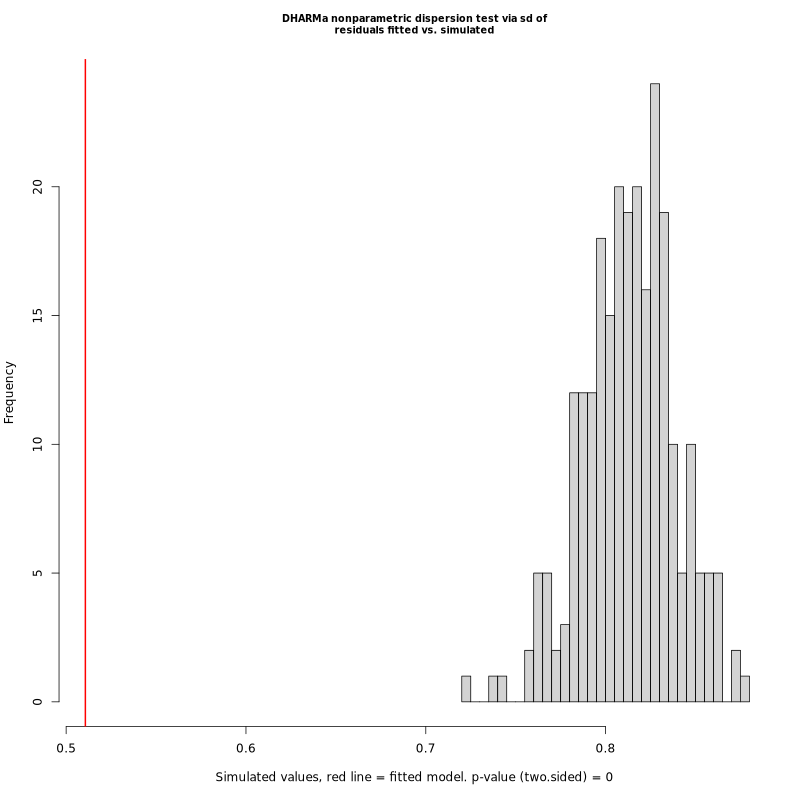 DHARMa nonparametric dispersion test via sd of
residuals fitted vs. simulated
Frequency
20
15
10
5
0
0.5 0.6 0.7 0.8
Simulated values, red line = fitted model. p-value (two.sided) = 0